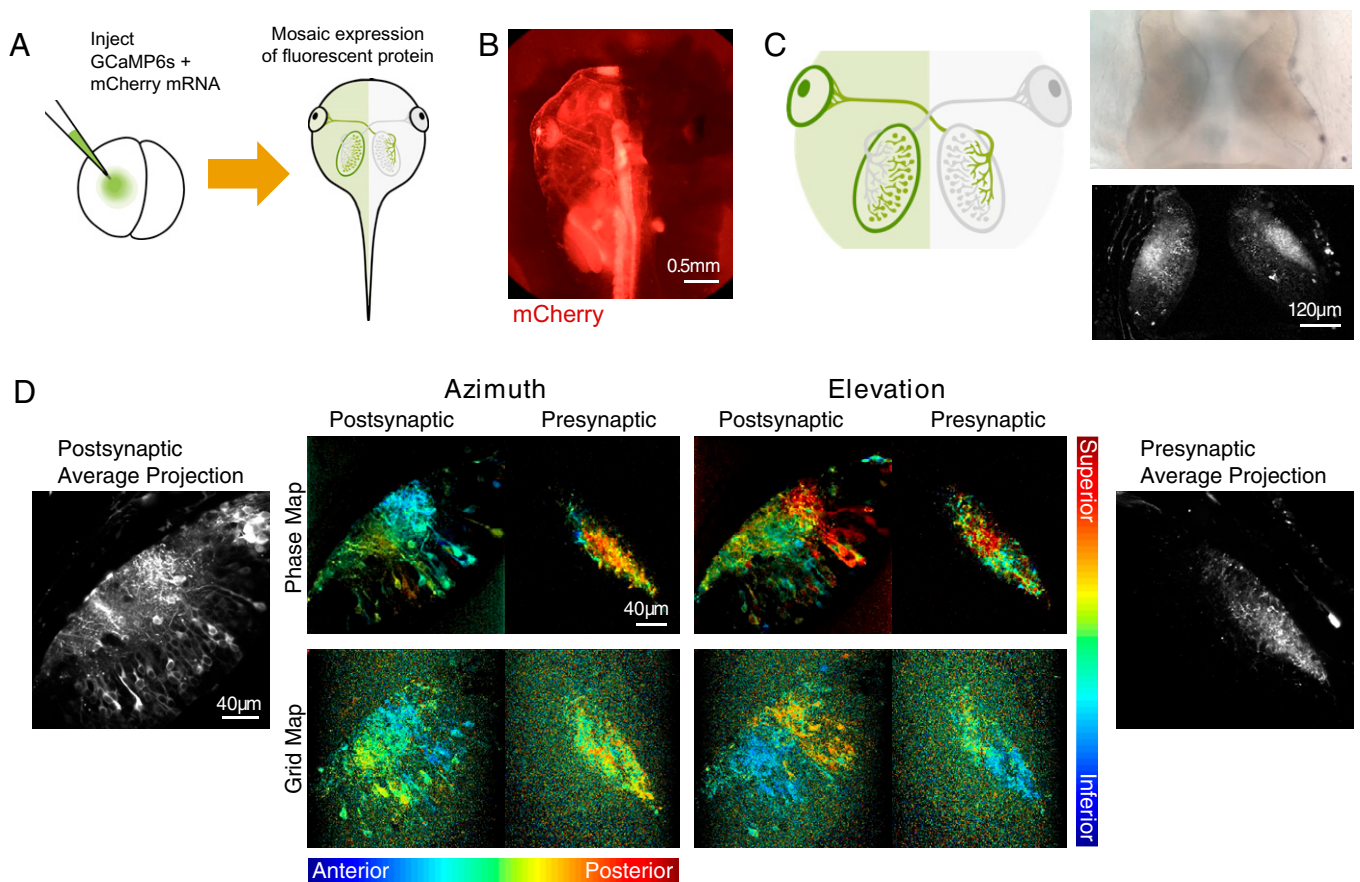 A
Inject
GCaMP6s +
mCherry mRNA
Mosaic expression
of fluorescent protein
B
0.5mm
mCherry
C
120µm
D
Azimuth
Elevation
Postsynaptic
Presynaptic
Postsynaptic
Presynaptic
Postsynaptic
Average Projection
40µm
Phase Map
40µm
Grid Map
Superior
Inferior
Presynaptic
Average Projection
Anterior
Posterior